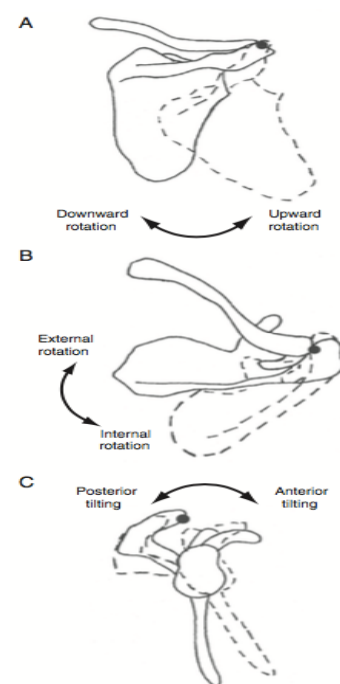 A
Downward Upward
rotation rotation
B
External
rotation
Internal
rotation
C
Posterior Anterior
tilting tilting